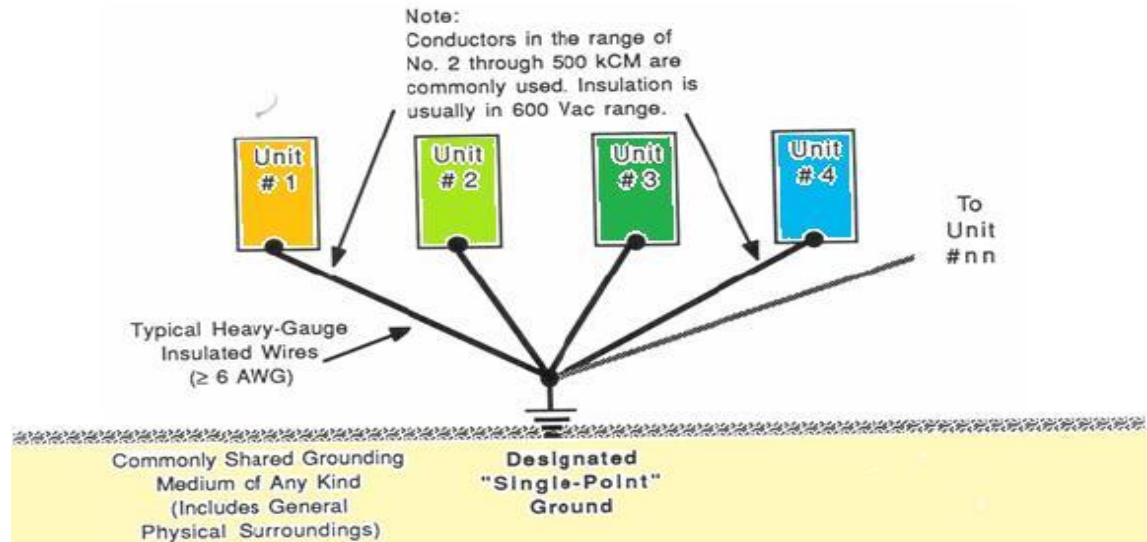 Note:
Conductors in the range of
No. 2 through 500 kCM are
commonly used. Insulation is
usually in 600 Vac range.
Unit
# 1
Unit
# 2
Unit
# 3
Unit
# 4
To
Unit
#nn
Typical Heavy-Gauge
Insulated Wires
(≥ 6 AWG)
Commonly Shared Grounding
Medium of Any Kind
(Includes General
Physical Surroundings)
Designated
"Single-Point"
Ground